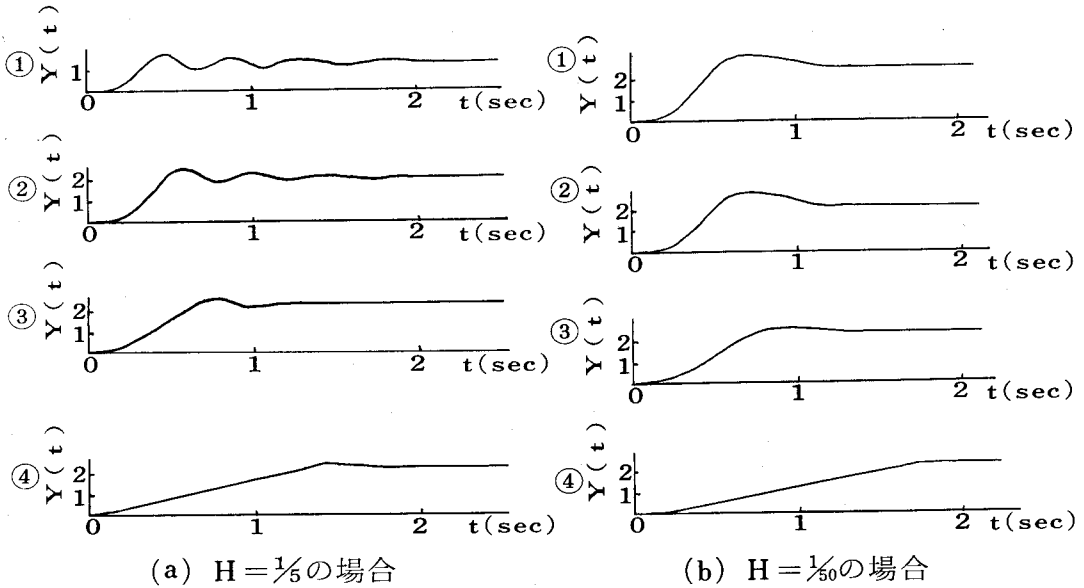 ① Y(t)
1
0 1 2 t(sec)
② Y(t)
2
1
0 1 2 t(sec)
③ Y(t)
2
1
0 1 2 t(sec)
④ Y(t)
2
1
0 1 2 t(sec)
(a) H=1/5の場合
① Y(t)
2
1
0 1 2 t(sec)
② Y(t)
2
1
0 1 2 t(sec)
③ Y(t)
2
1
0 1 2 t(sec)
④ Y(t)
2
1
0 1 2 t(sec)
(b) H=1/50の場合